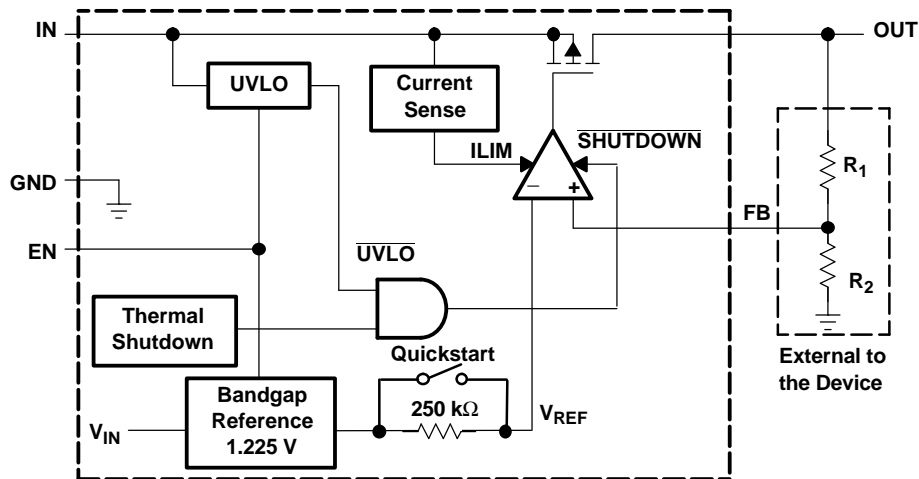 IN
OUT
UVLO
Current
Sense
SHUTDOWN
ILIM
R1
GND
− +
FB
EN
UVLO
R2
Thermal
Shutdown
Quickstart
External to
the Device
Bandgap
Reference
1.225 V
250 kΩ
VREF
VIN